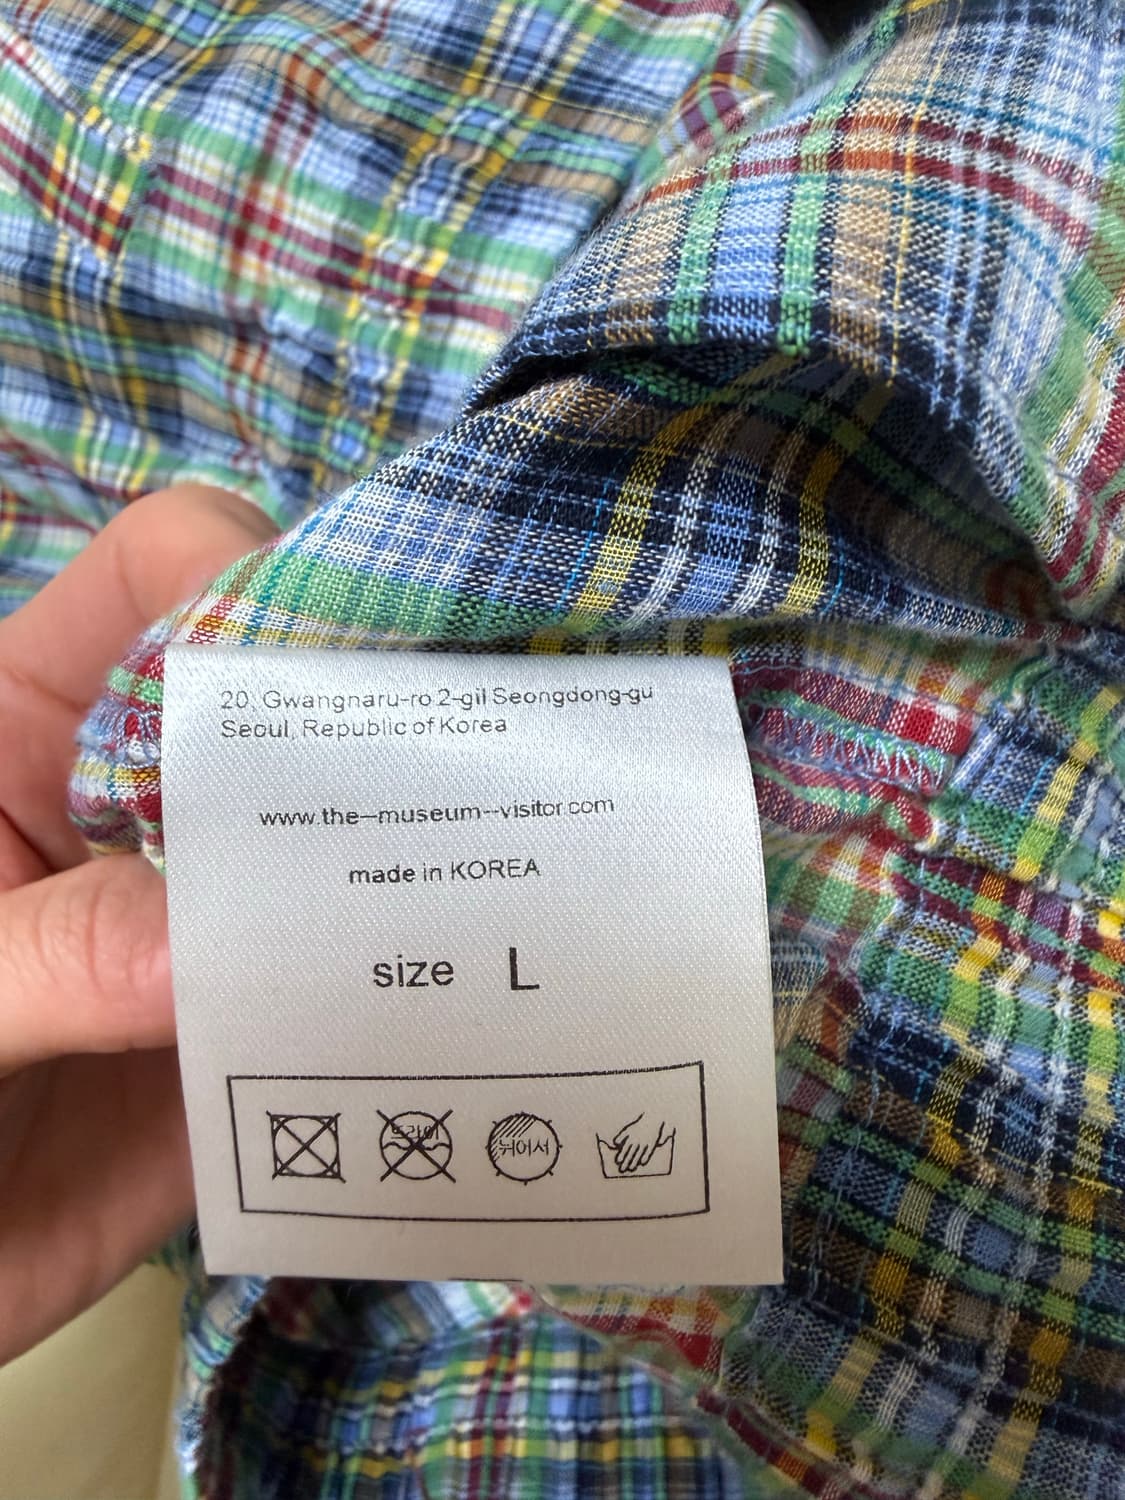 20, Gwangnaru-ro 2-gil Seongdong-gu
Seoul, Republic of Korea
www.the-museum-visitor.com
made in KOREA
size L
드라이 뉘어서